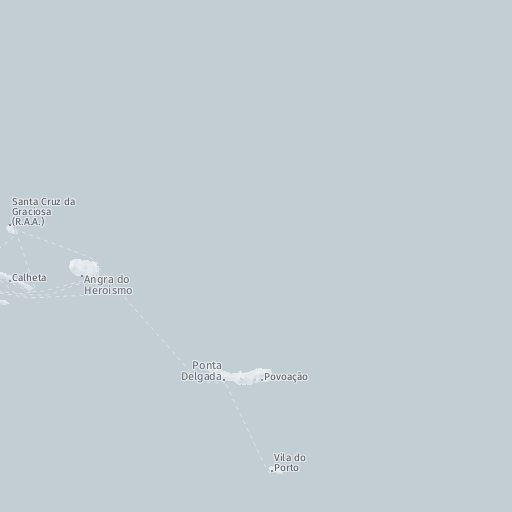 Santa Cruz da
Graciosa
(R.A.A.)
Calheta
Angra do
Heroísmo
Ponta
Delgada
Povoação
Vila do
Porto